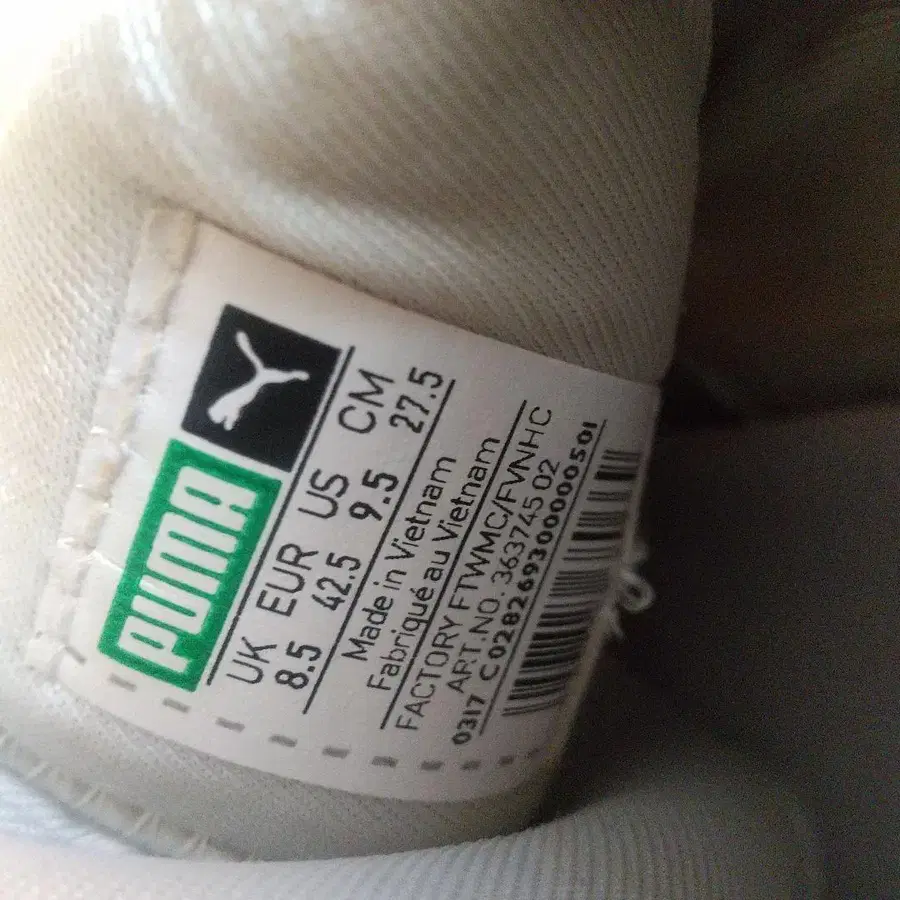 PUMA
UK EUR US CM
8.5 42.5 9.5 27.5
Made in Vietnam
Fabriqué au Vietnam
FACTORY FTWMC/FVNHC
ART.NO. 363745 02
0317 C0282693000000501